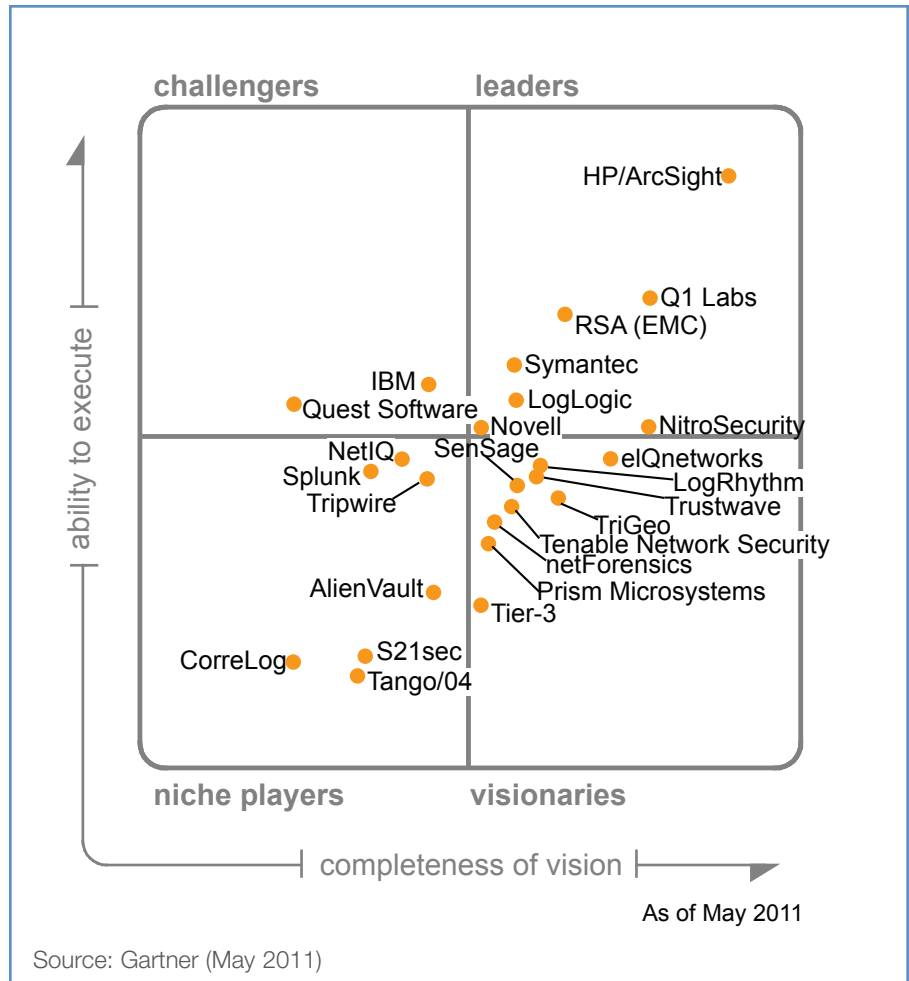 challengers
leaders
HP/ArcSight
Q1 Labs
RSA (EMC)
Symantec
IBM
LogLogic
Quest Software
Novell
NitroSecurity
SenSage
NetIQ
eIQnetworks
Splunk
LogRhythm
Tripwire
Trustwave
TriGeo
Tenable Network Security
netForensics
AlienVault
Prism Microsystems
Tier-3
S21sec
CorreLog
Tango/04
niche players
visionaries
ability to execute
completeness of vision
As of May 2011
Source: Gartner (May 2011)